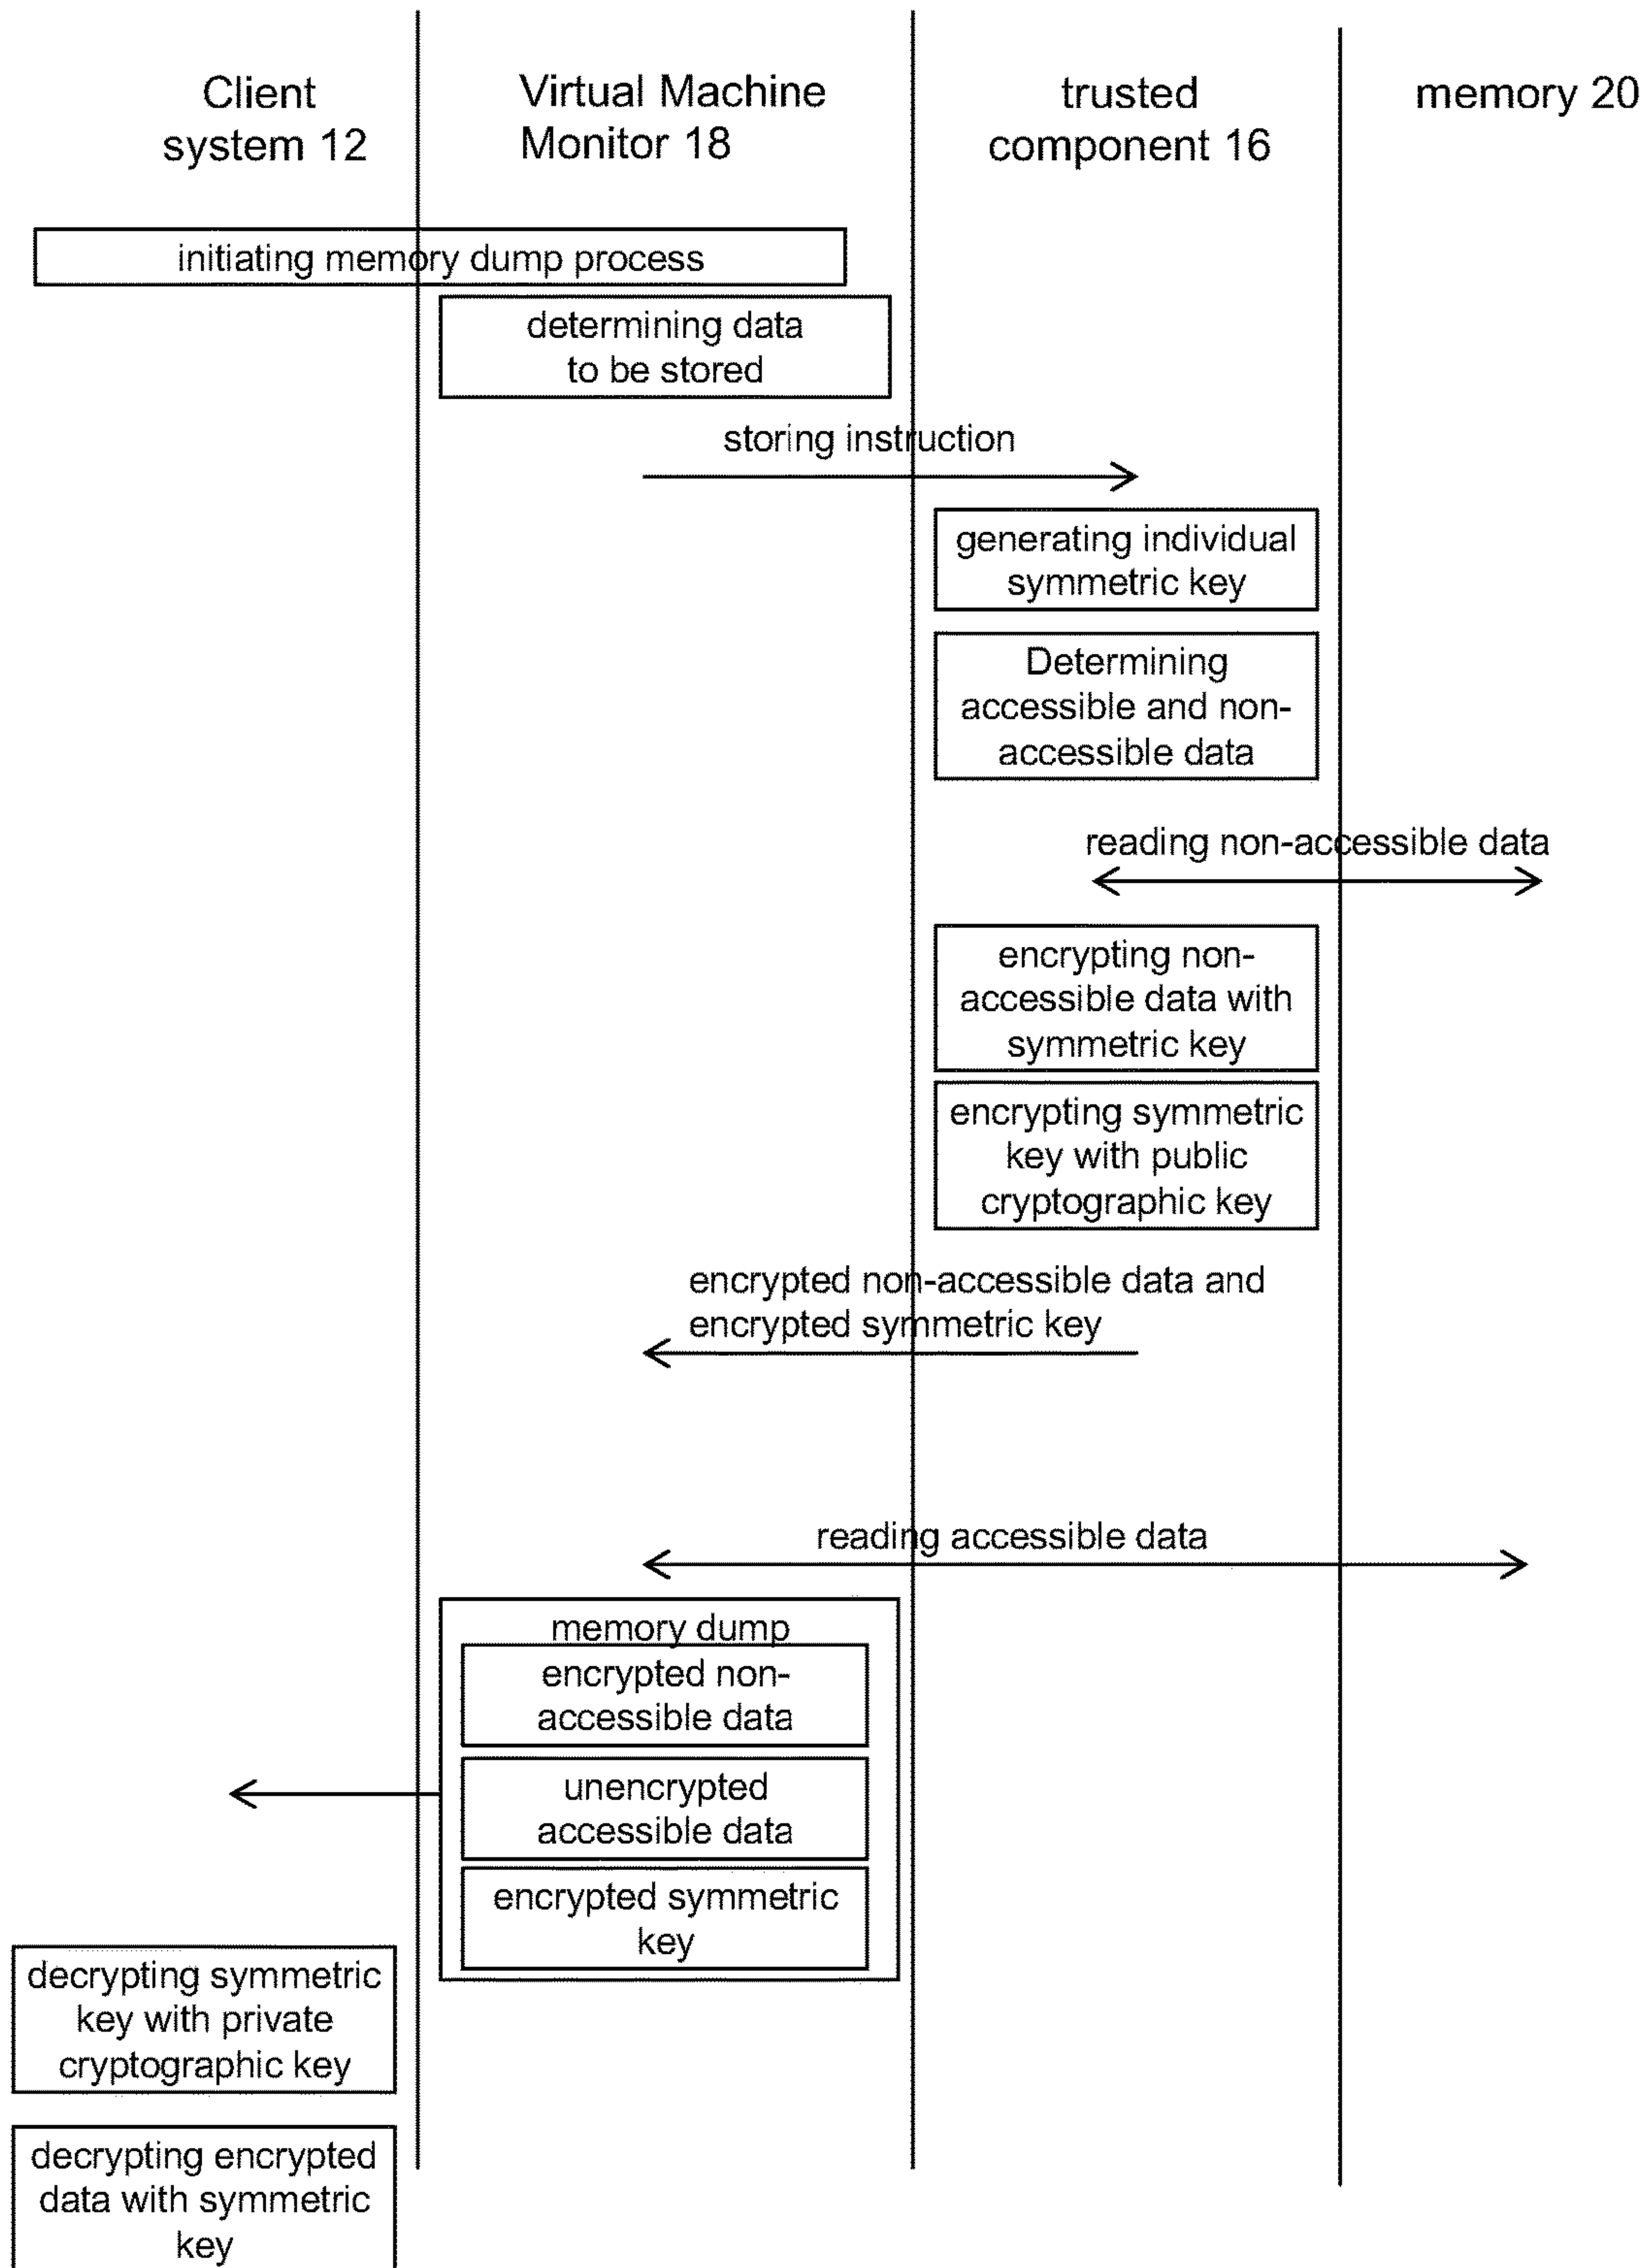 Client
system 12
Virtual Machine
Monitor 18
trusted
component 16
memory 20
initiating memory dump process
determining data
to be stored
storing instruction
generating individual
symmetric key
Determining
accessible and non-
accessible data
reading non-accessible data
encrypting non-
accessible data with
symmetric key
encrypting symmetric
key with public
cryptographic key
encrypted non-accessible data and
encrypted symmetric key
reading accessible data
memory dump
encrypted non-
accessible data
unencrypted
accessible data
encrypted symmetric
key
decrypting symmetric
key with private
cryptographic key
decrypting encrypted
data with symmetric
key